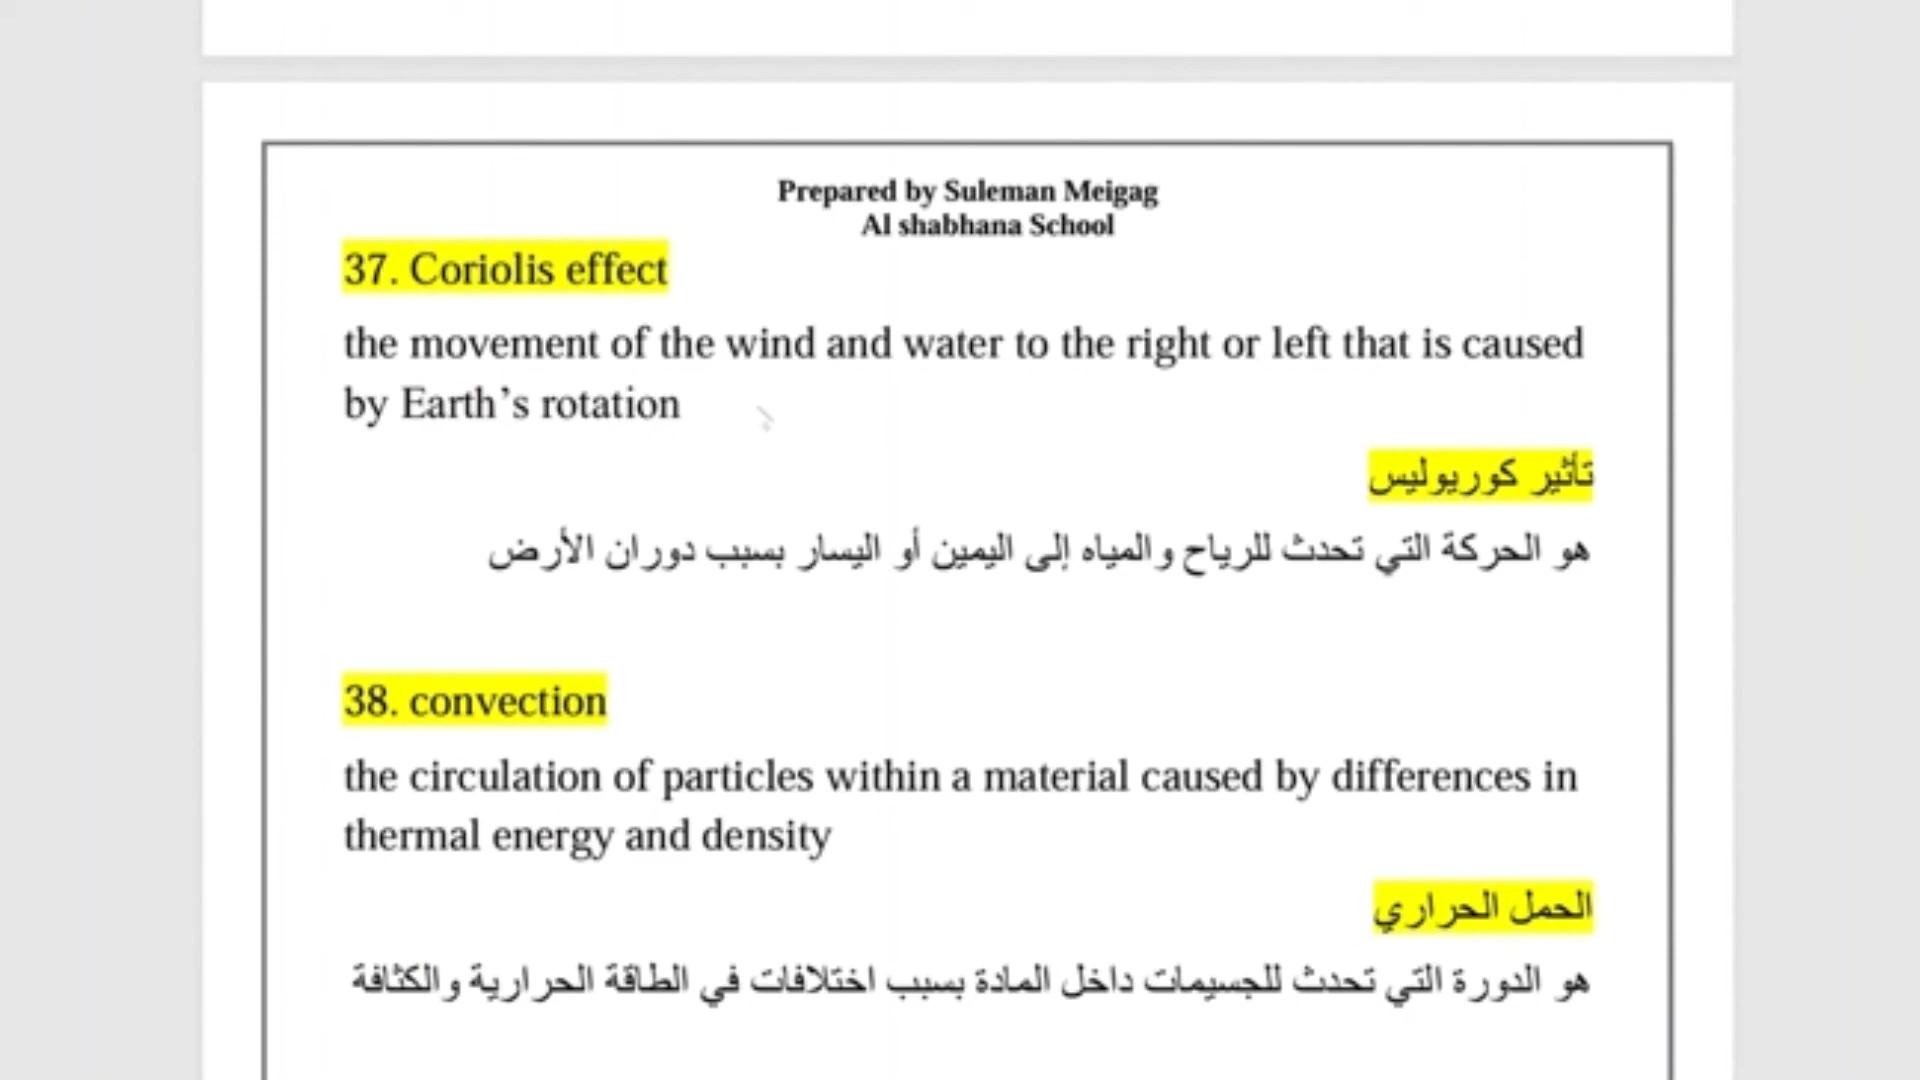 Prepared by Suleman Meigag
Al shabhana School
37. Coriolis effect
the movement of the wind and water to the right or left that is caused
by Earth’s rotation
تأثير كوريوليس
هو الحركة التي تحدث للرياح والمياه إلى اليمين أو اليسار بسبب دوران الأرض
38. convection
the circulation of particles within a material caused by differences in
thermal energy and density
الحمل الحراري
هو الدورة التي تحدث للجسيمات داخل المادة بسبب اختلافات في الطاقة الحرارية والكثافة